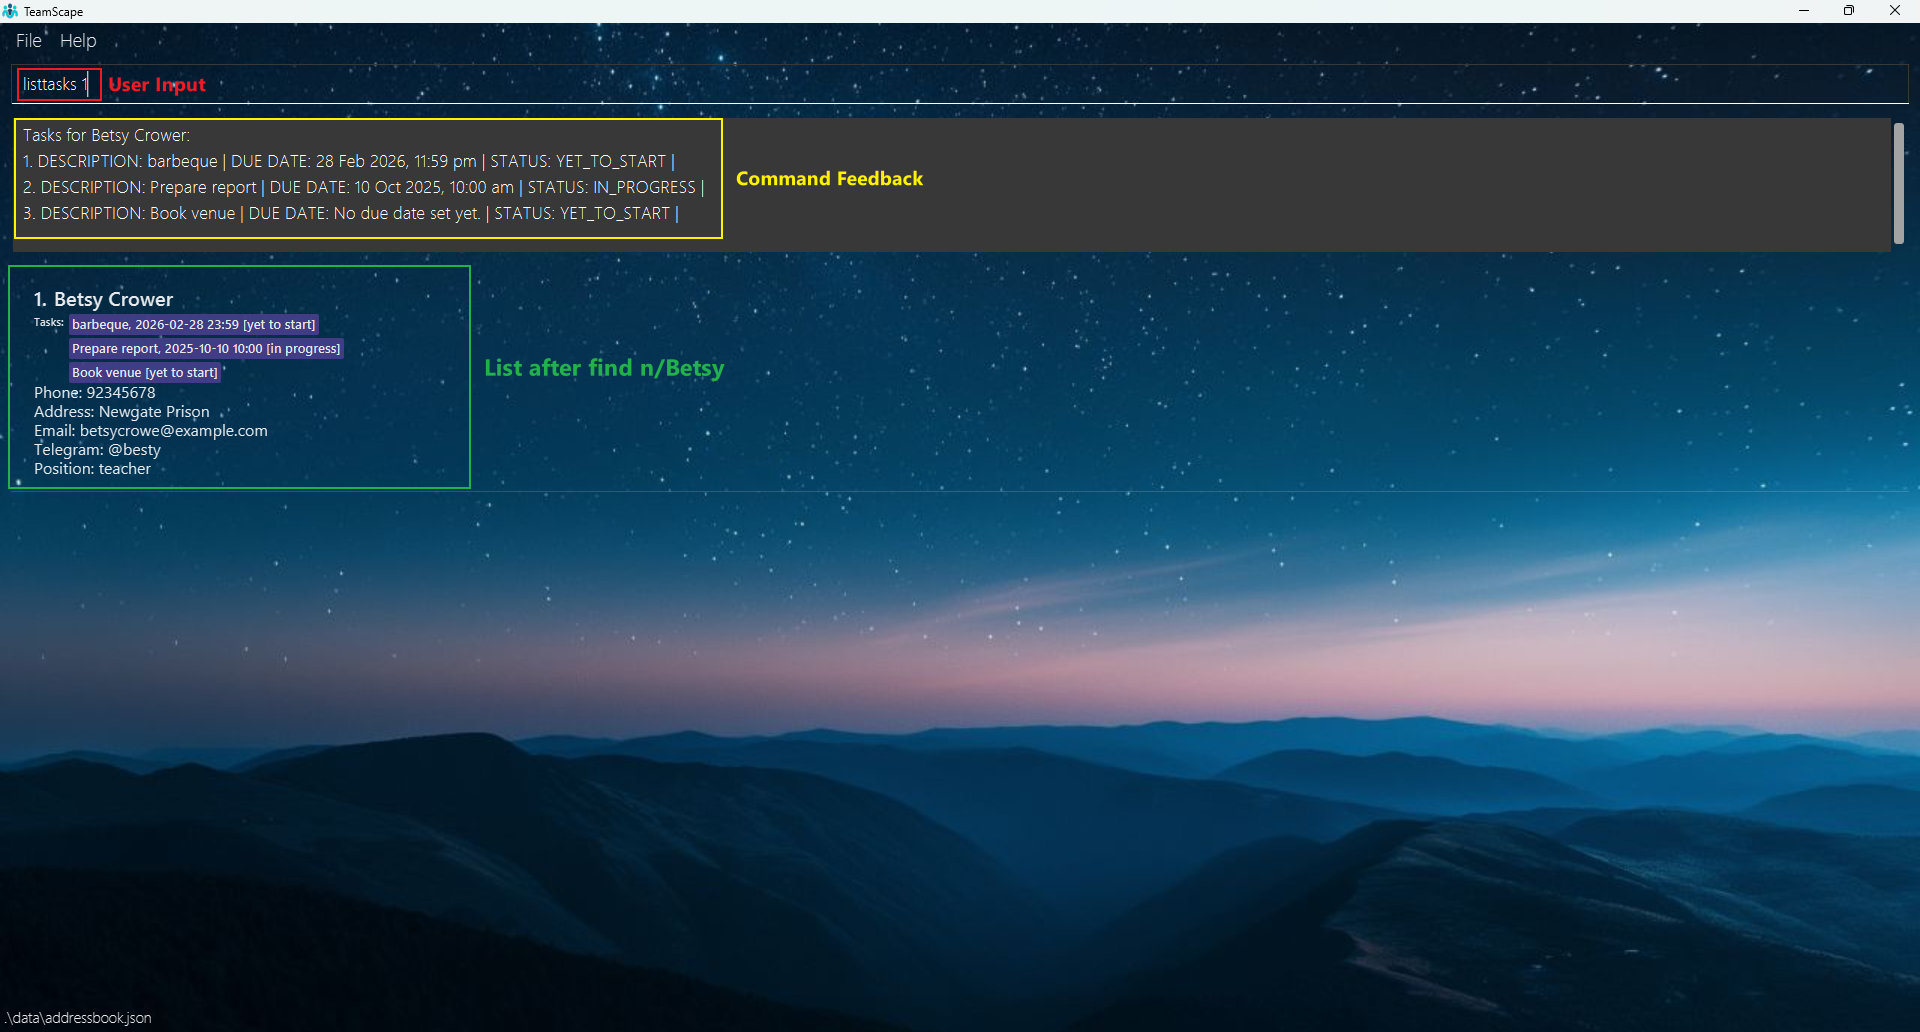 TeamScape
File Help
listtasks 1 User Input
Tasks for Betsy Crower:
1. DESCRIPTION: barbeque | DUE DATE: 28 Feb 2026, 11:59 pm | STATUS: YET_TO_START |
2. DESCRIPTION: Prepare report | DUE DATE: 10 Oct 2025, 10:00 am | STATUS: IN_PROGRESS |
3. DESCRIPTION: Book venue | DUE DATE: No due date set yet. | STATUS: YET_TO_START |
Command Feedback
1. Betsy Crower
Tasks: barbeque, 2026-02-28 23:59 [yet to start]
Prepare report, 2025-10-10 10:00 [in progress]
Book venue [yet to start]
Phone: 92345678
Address: Newgate Prison
Email: betsycrowe@example.com
Telegram: @besty
Position: teacher
List after find n/Betsy
.\data\addressbook.json